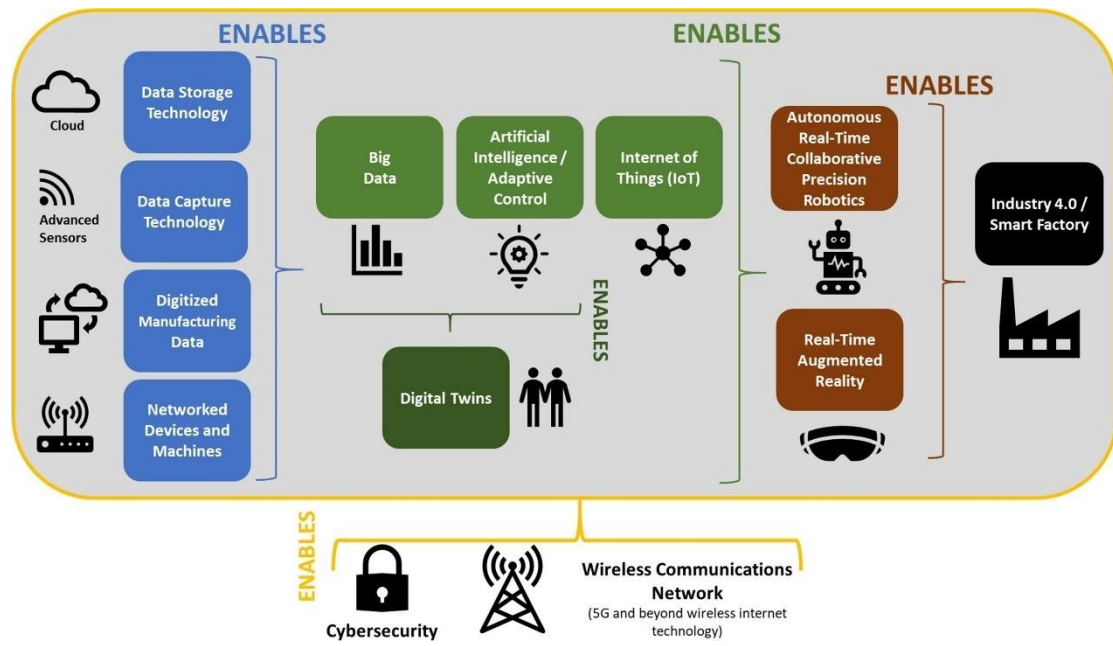 ENABLES
ENABLES
ENABLES
Cloud
Data Storage
Technology
Advanced
Sensors
Data Capture
Technology
Digitized
Manufacturing
Data
Networked
Devices and
Machines
Big
Data
Artificial
Intelligence /
Adaptive
Control
Internet of
Things (IoT)
ENABLES
Digital Twins
Autonomous
Real-Time
Collaborative
Precision
Robotics
Real-Time
Augmented
Reality
Industry 4.0 /
Smart Factory
ENABLES
Cybersecurity
Wireless Communications
Network
(5G and beyond wireless internet
technology)